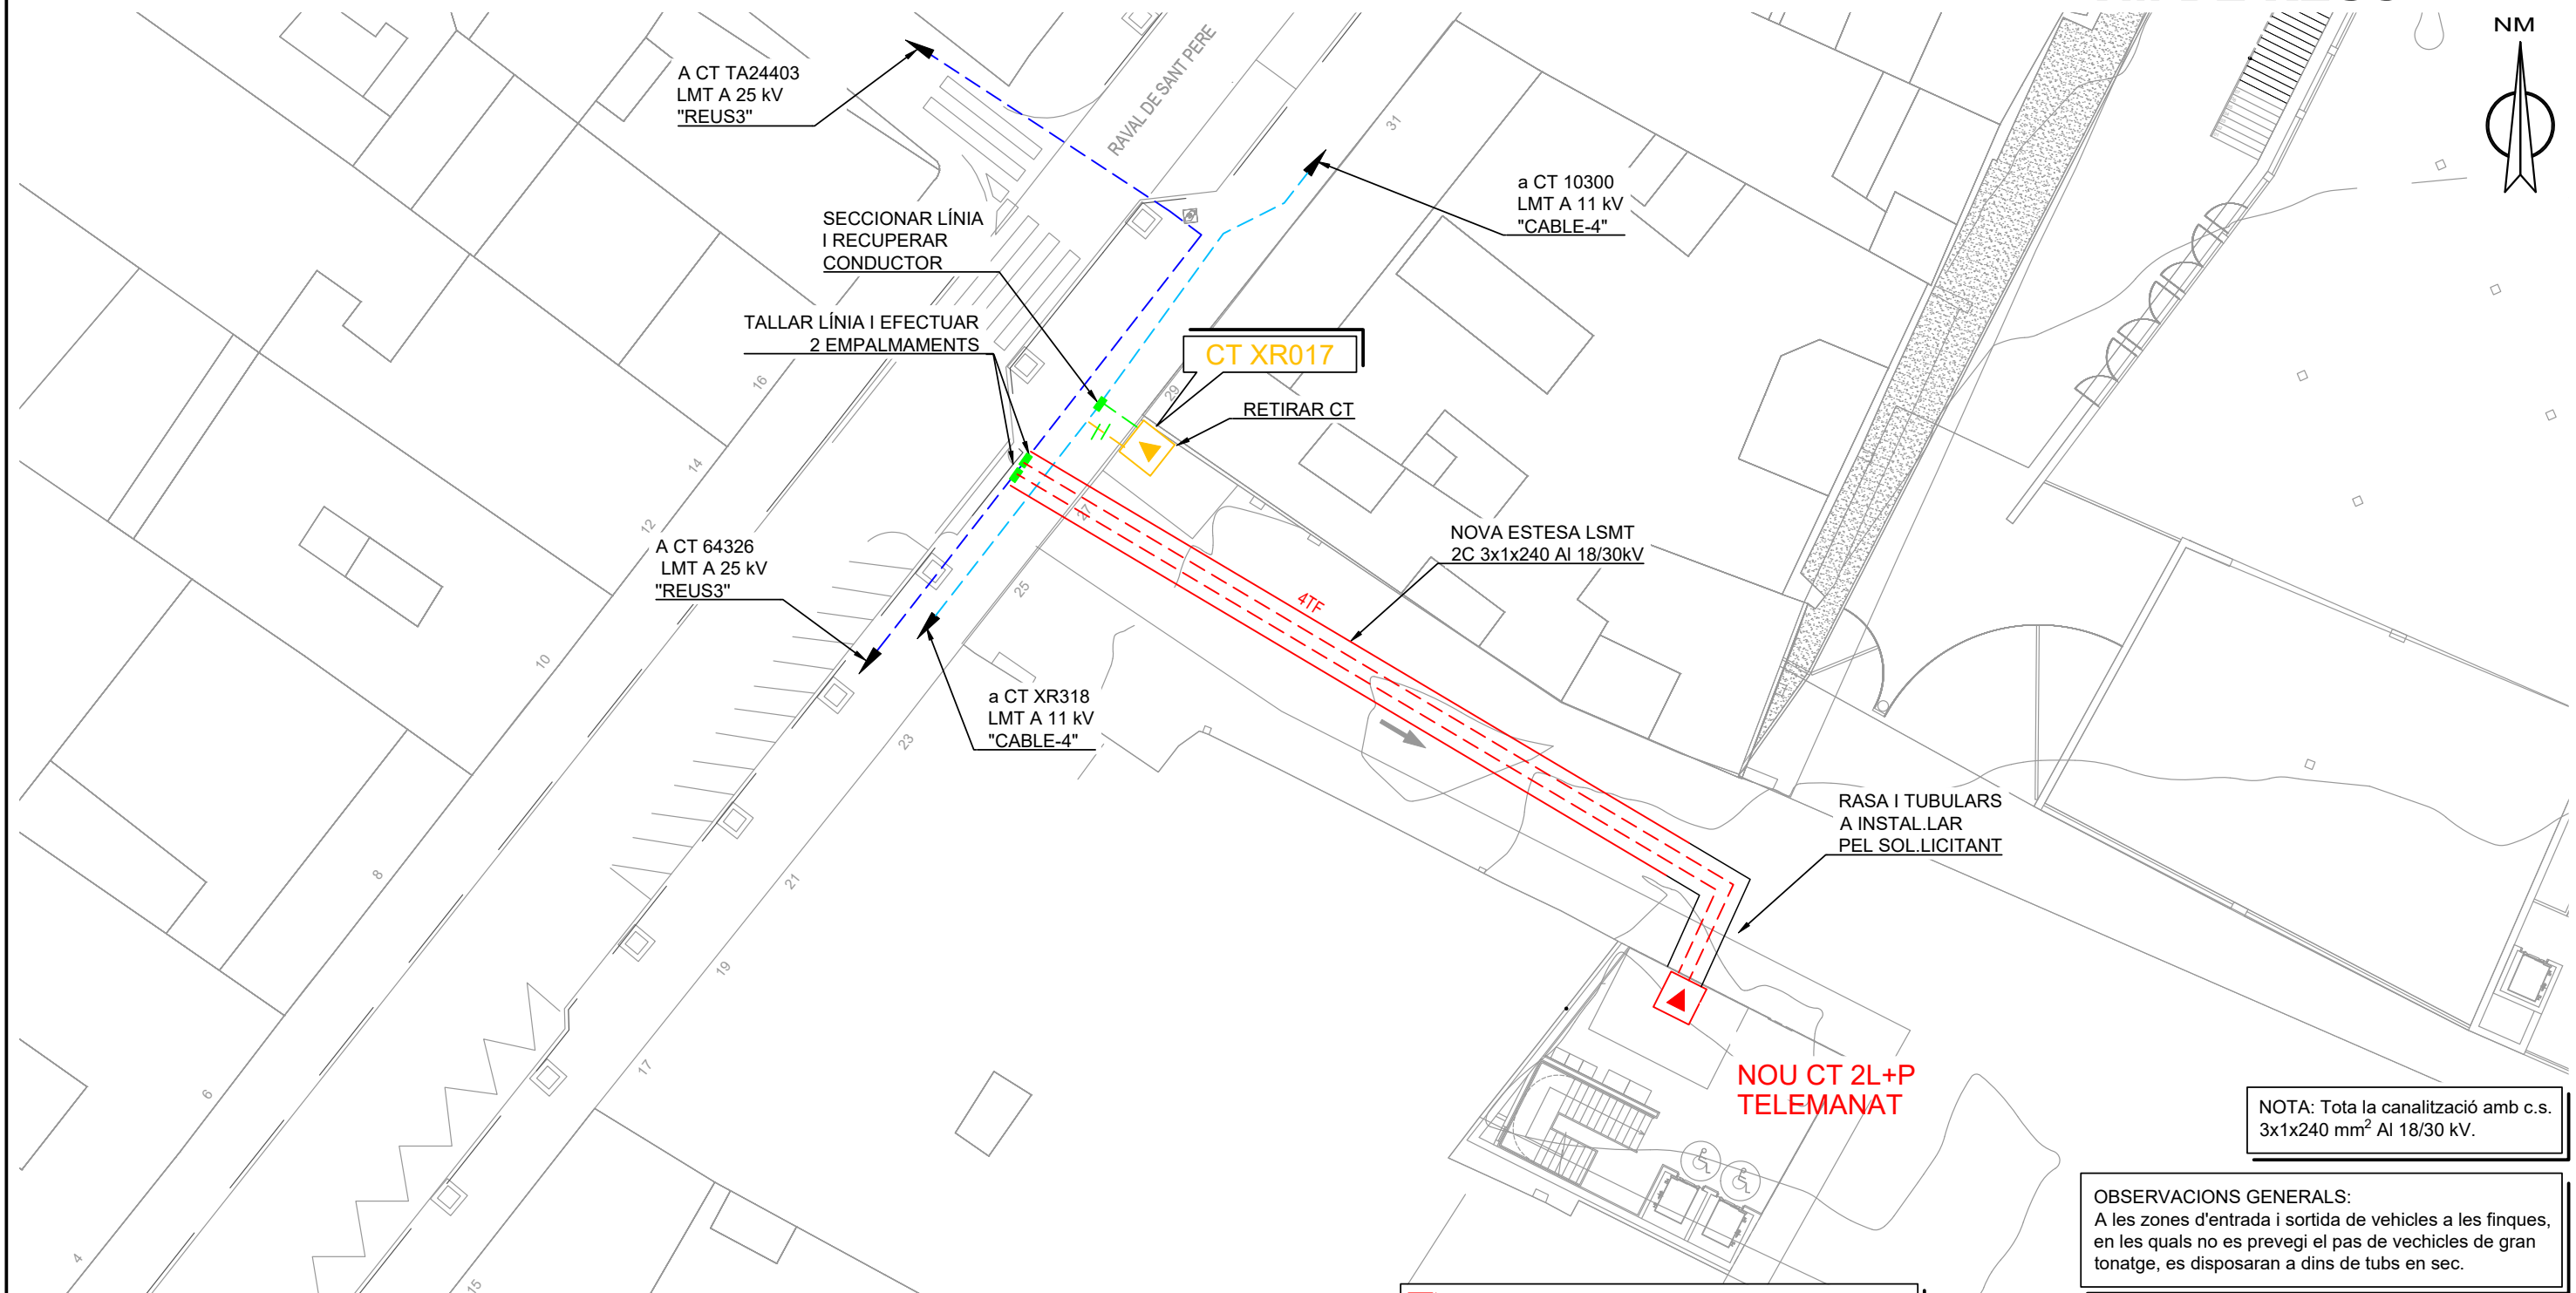 NM
A CT TA24403
LMT A 25 kV
"REUS3"
RAVAL DE SANT PERE
31
a CT 10300
LMT A 11 kV
"CABLE-4"
SECCIONAR LÍNIA
I RECUPERAR
CONDUCTOR
TALLAR LÍNIA I EFECTUAR
2 EMPALMAMENTS
CT XR017
29
RETIRAR CT
16
14
12
27
25
A CT 64326
LMT A 25 kV
"REUS3"
NOVA ESTESA LSMT
2C 3x1x240 Al 18/30kV
4TF
10
a CT XR318
LMT A 11 kV
"CABLE-4"
23
RASA I TUBULARS
A INSTAL.LAR
PEL SOL.LICITANT
8
21
19
17
6
NOU CT 2L+P
TELEMANAT
NOTA: Tota la canalització amb c.s.
3x1x240 mm² Al 18/30 kV.
OBSERVACIONS GENERALS:
A les zones d'entrada i sortida de vehicles a les finques,
en les quals no es prevegi el pas de vechicles de gran
tonatge, es disposaran a dins de tubs en sec.
4
15